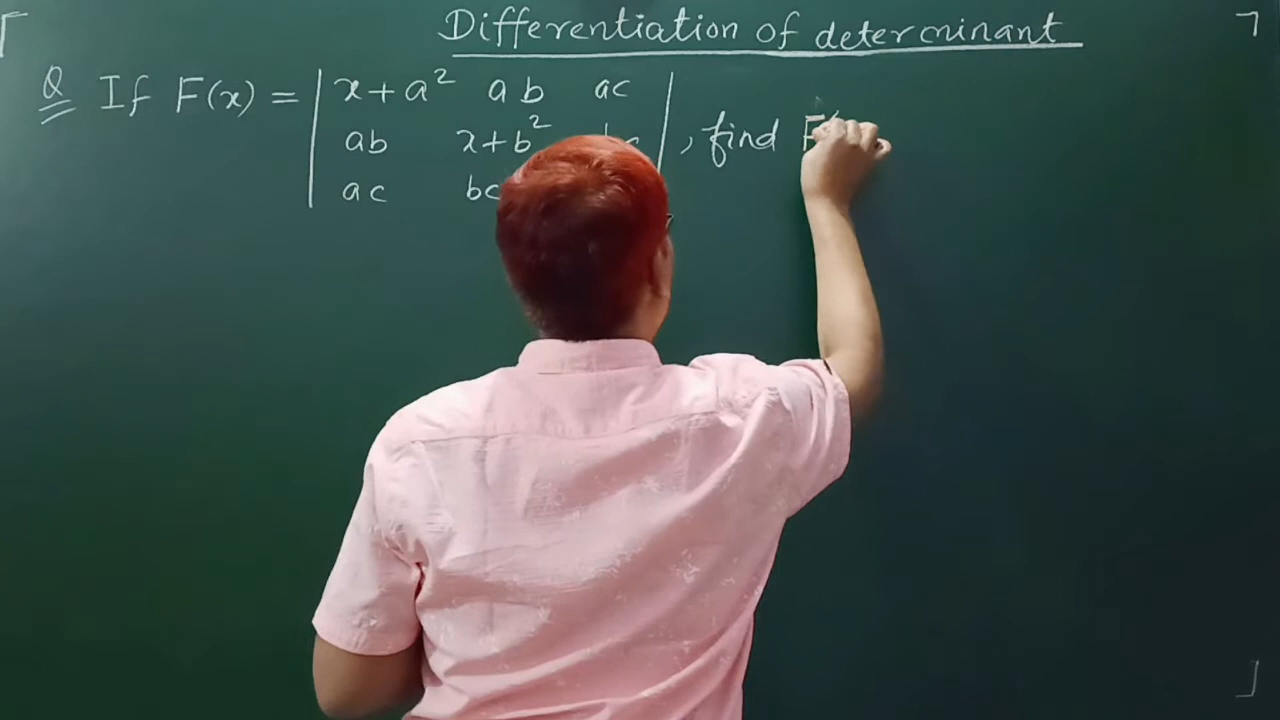 Differentiation of determinant
Q If F(x) = | x+a² ab ac |
ab x+b² , find
ac bc